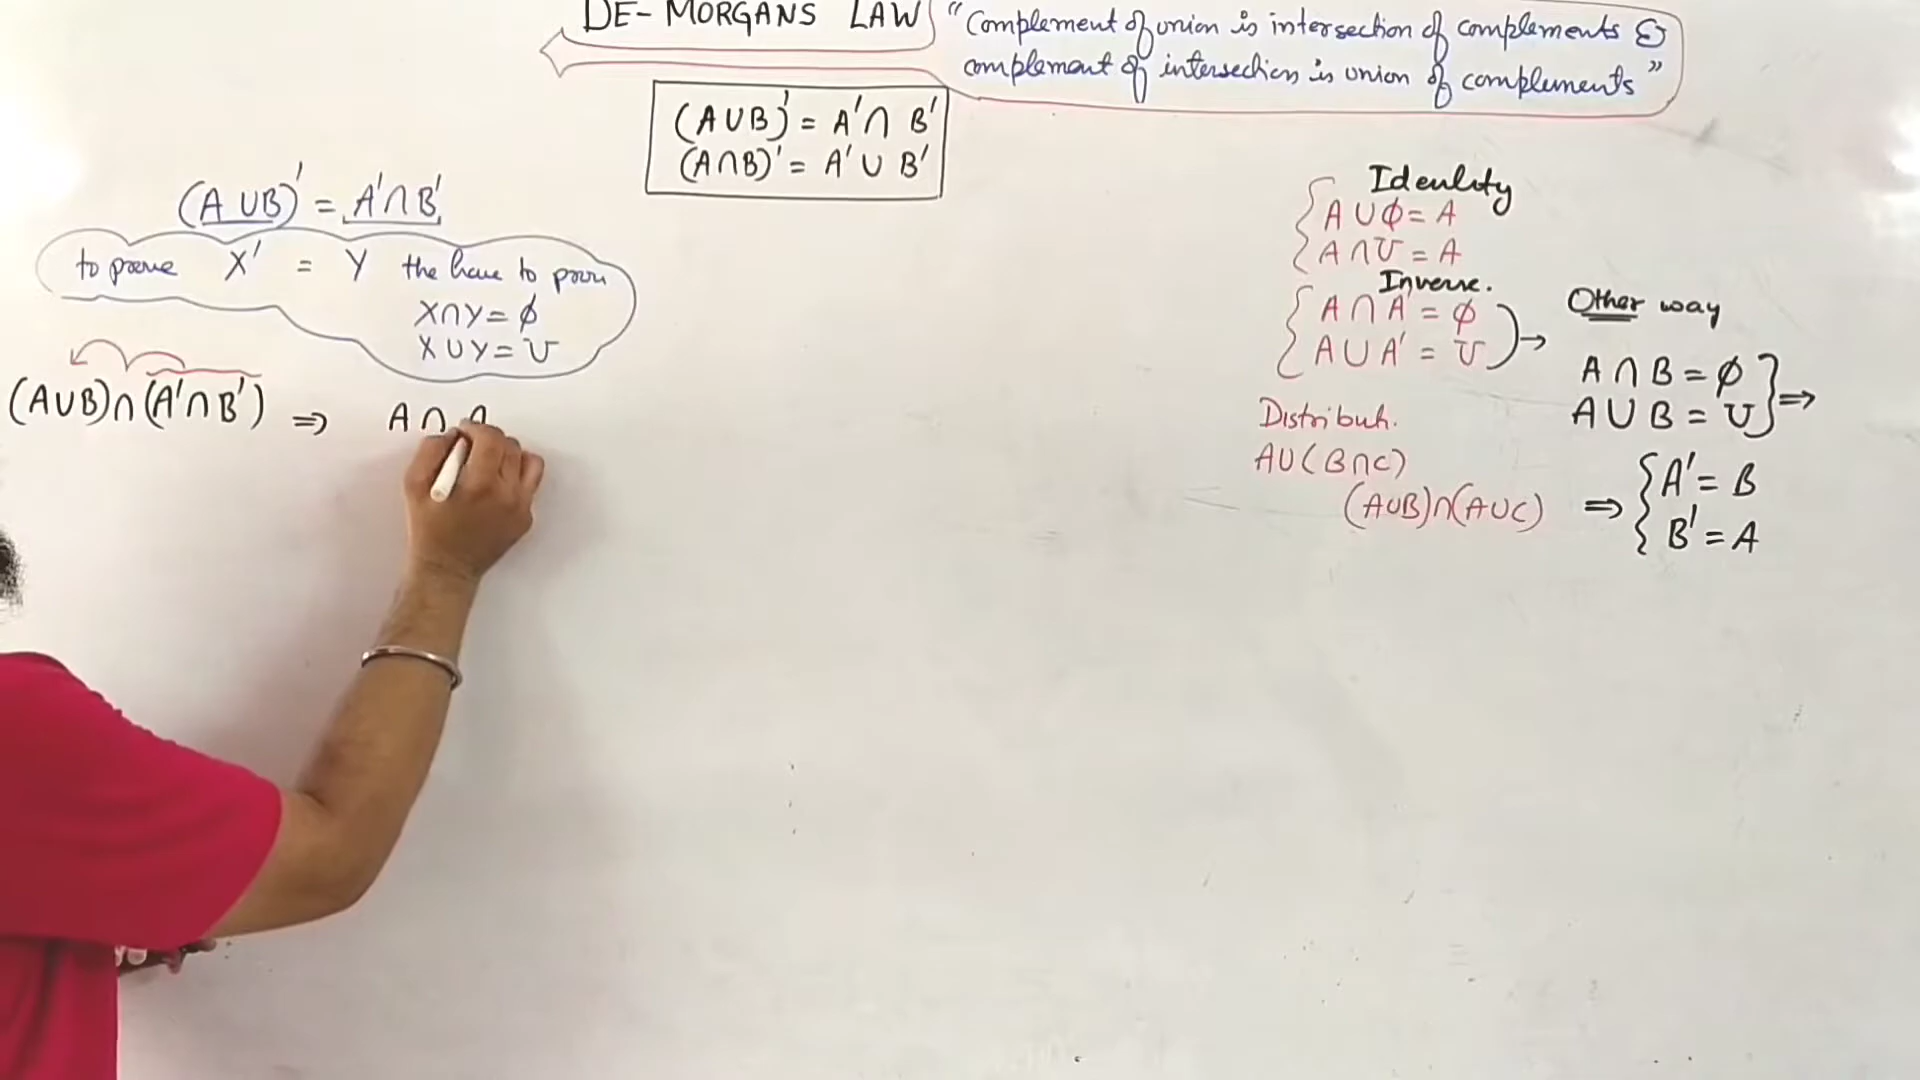 DE-MORGANS LAW
"Complement of union is intersection of complements &
complement of intersection is union of complements"
(A∪B)' = A'∩ B'
(A∩B)' = A' ∪ B'
(A ∪B)' = A'∩B'
to prove X' = Y the have to prove
X∩Y = ϕ
X ∪Y = U
(A∪B)∩(A'∩B') ⇒ A ∩ A
Identity
A ∪ϕ = A
A ∩U = A
Inverse.
A ∩ A' = ϕ
A ∪ A' = U
→
Distributi.
A∪(B∩C)
(A∪B)∩(A∪C)
Other way
A ∩ B = ϕ
A ∪ B = U
⇒
⇒ A' = B
B' = A